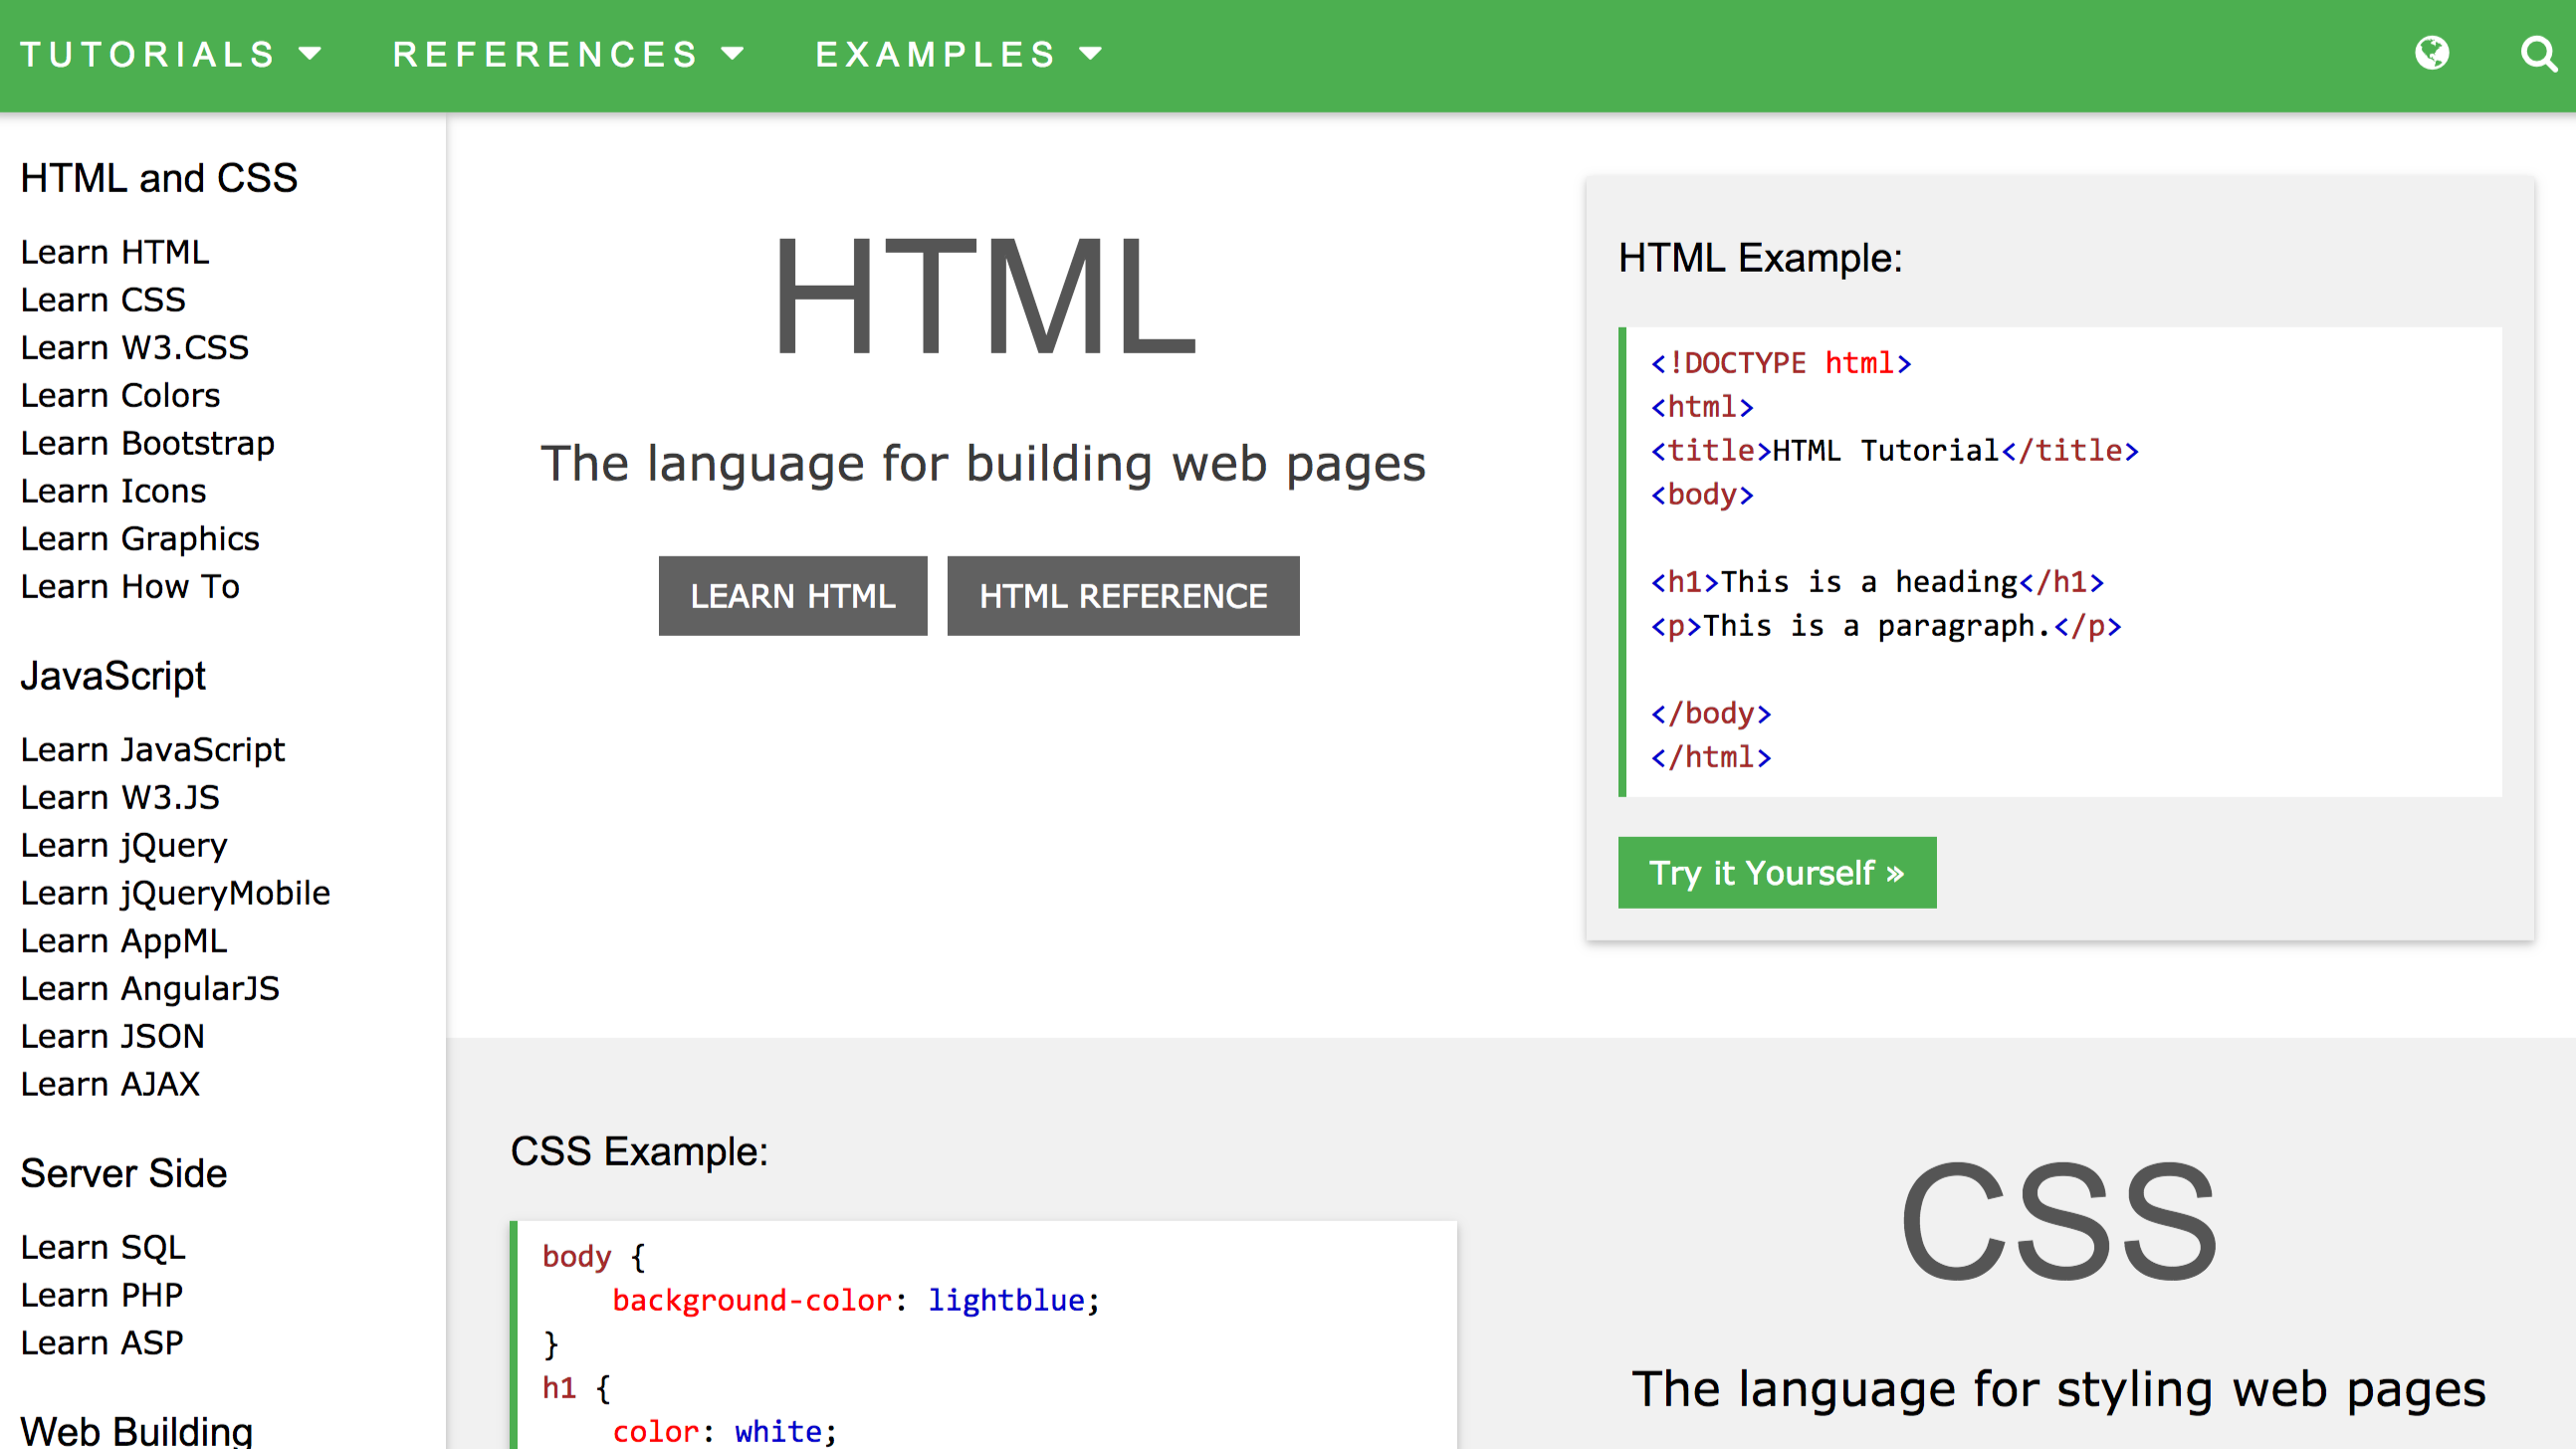 TUTORIALS REFERENCES EXAMPLES
HTML and CSS
Learn HTML
Learn CSS
Learn W3.CSS
Learn Colors
Learn Bootstrap
Learn Icons
Learn Graphics
Learn How To
JavaScript
Learn JavaScript
Learn W3.JS
Learn jQuery
Learn jQueryMobile
Learn AppML
Learn AngularJS
Learn JSON
Learn AJAX
Server Side
Learn SQL
Learn PHP
Learn ASP
Web Building
HTML
The language for building web pages
LEARN HTML HTML REFERENCE
HTML Example:
<!DOCTYPE html>
<html>
<title>HTML Tutorial</title>
<body>
<h1>This is a heading</h1>
<p>This is a paragraph.</p>
</body>
</html>
Try it Yourself »
CSS Example:
body {
    background-color: lightblue;
}
h1 {
    color: white;
CSS
The language for styling web pages